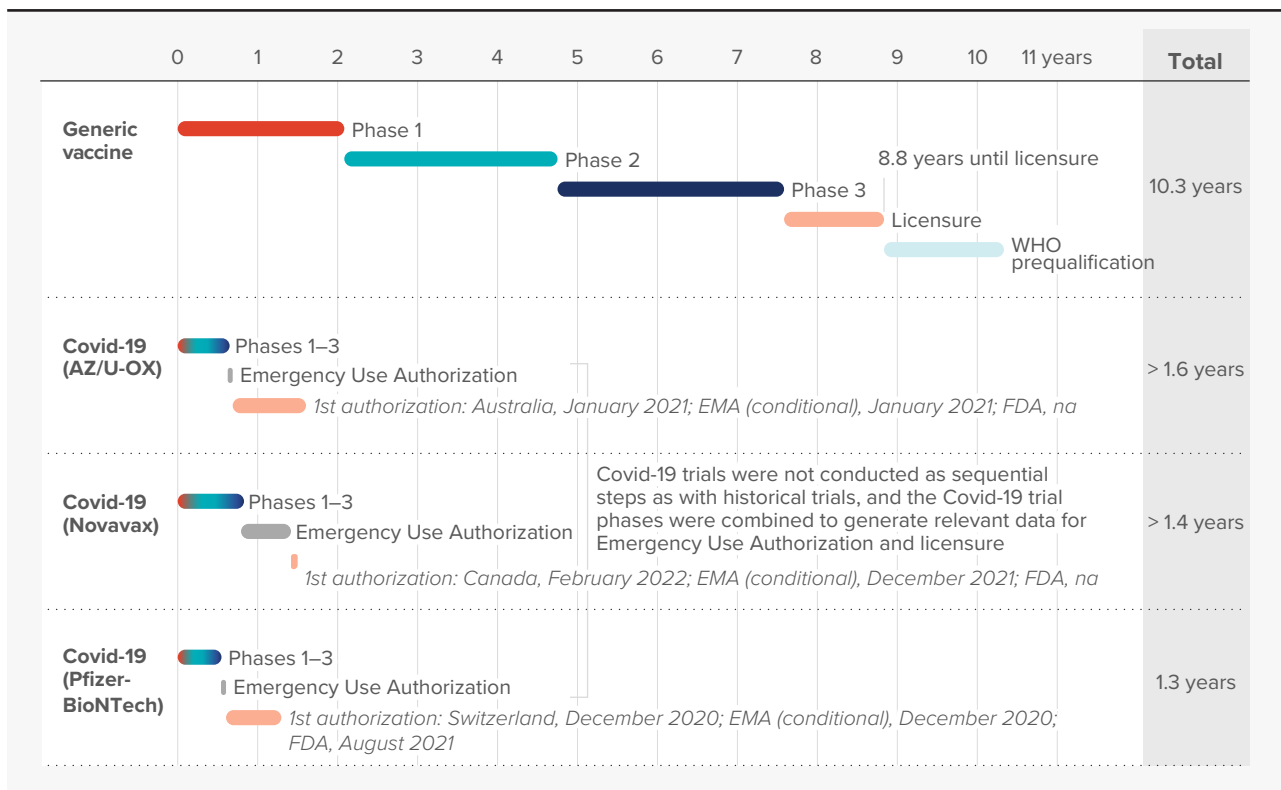 0 1 2 3 4 5 6 7 8 9 10 11 years Total
Generic
vaccine
Phase 1
Phase 2
8.8 years until licensure
Phase 3
10.3 years
Licensure
WHO
prequalification
Covid-19
(AZ/U-OX)
Phases 1–3
Emergency Use Authorization
> 1.6 years
1st authorization: Australia, January 2021; EMA (conditional), January 2021; FDA, na
Covid-19 trials were not conducted as sequential
steps as with historical trials, and the Covid-19 trial
phases were combined to generate relevant data for
Emergency Use Authorization and licensure
Covid-19
(Novavax)
Phases 1–3
Emergency Use Authorization
> 1.4 years
1st authorization: Canada, February 2022; EMA (conditional), December 2021; FDA, na
Covid-19
(Pfizer-
BioNTech)
Phases 1–3
Emergency Use Authorization
1.3 years
1st authorization: Switzerland, December 2020; EMA (conditional), December 2020;
FDA, August 2021